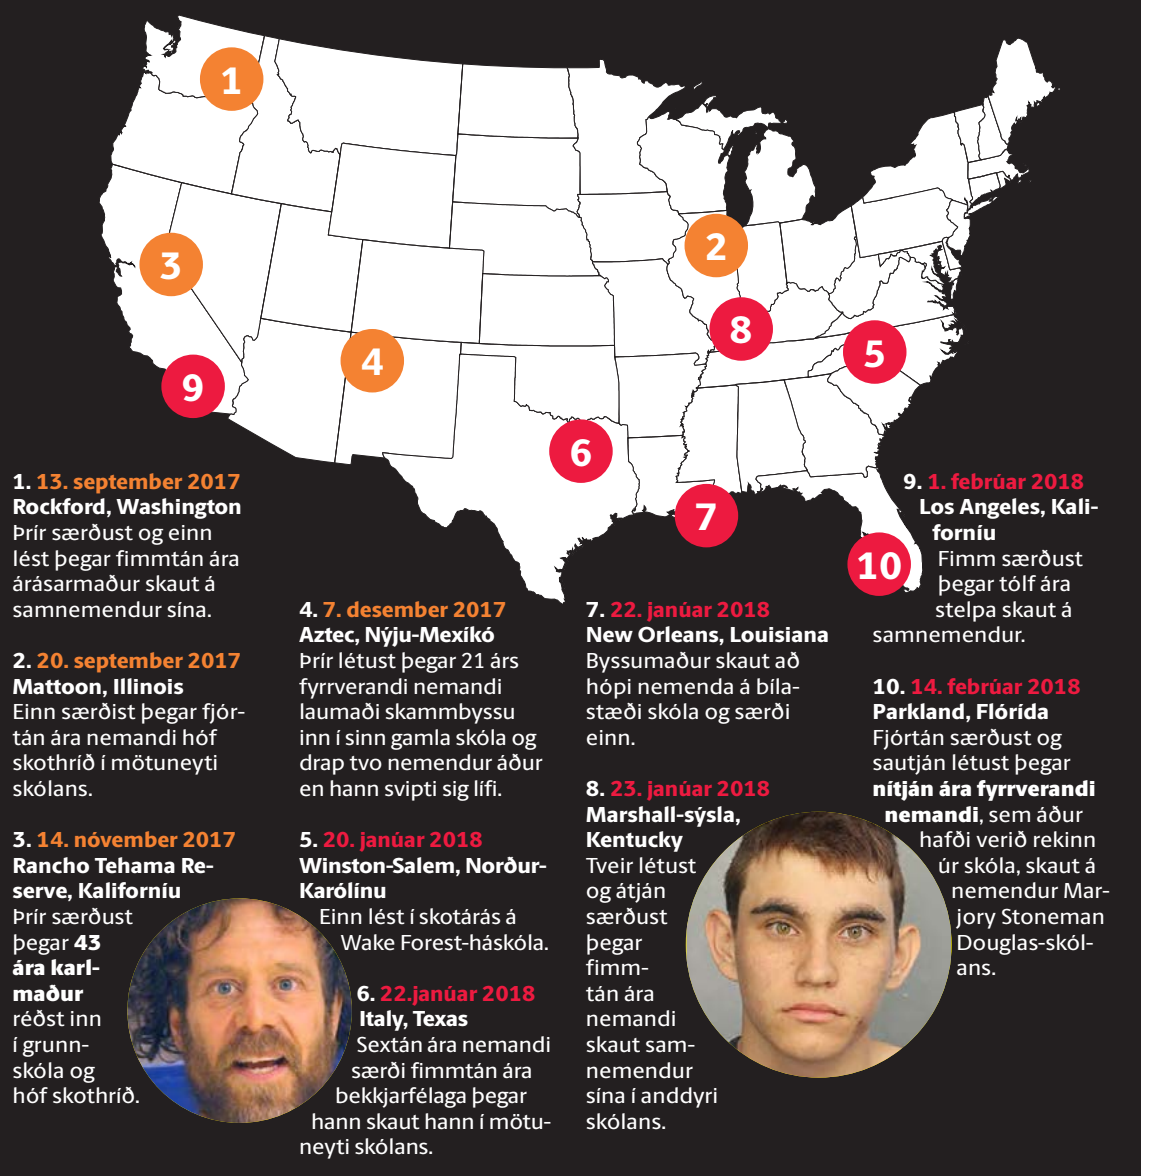 1
2
3
4
5
6
7
8
9
10
1. 13. september 2017
Rockford, Washington
Þrír særðust og einn
lést þegar fimmtán ára
árásarmaður skaut á
samnemendur sína.
2. 20. september 2017
Mattoon, Illinois
Einn særðist þegar fjór-
tán ára nemandi hóf
skothríð í mötuneyti
skólans.
3. 14. nóvember 2017
Rancho Tehama Re-
serve, Kaliforníu
Þrír særðust
þegar 43
ára karl-
maður
réðst inn
í grunn-
skóla og
hóf skothríð.
4. 7. desember 2017
Aztec, Nýju-Mexíkó
Þrír létust þegar 21 árs
fyrrverandi nemandi
laumaði skammbyssu
inn í sinn gamla skóla og
drap tvo nemendur áður
en hann svipti sig lífi.
5. 20. janúar 2018
Winston-Salem, Norður-
Karólínu
Einn lést í skotárás á
Wake Forest-háskóla.
6. 22.janúar 2018
Italy, Texas
Sextán ára nemandi
særði fimmtán ára
bekkjarfélaga þegar
hann skaut hann í mötu-
neyti skólans.
7. 22. janúar 2018
New Orleans, Louisiana
Byssumaður skaut að
hópi nemenda á bíla-
stæði skóla og særði
einn.
8. 23. janúar 2018
Marshall-sýsla,
Kentucky
Tveir létust
og átján
særðust
þegar
fimm-
tán ára
nemandi
skaut sam-
nemendur
sína í anddyri
skólans.
9. 1. febrúar 2018
Los Angeles, Kali-
forníu
Fimm særðust
þegar tólf ára
stelpa skaut á
samnemendur.
10. 14. febrúar 2018
Parkland, Flórída
Fjórtán særðust og
sautján létust þegar
nítján ára fyrrverandi
nemandi, sem áður
hafði verið rekinn
úr skóla, skaut á
nemendur Mar-
jory Stoneman
Douglas-skól-
ans.